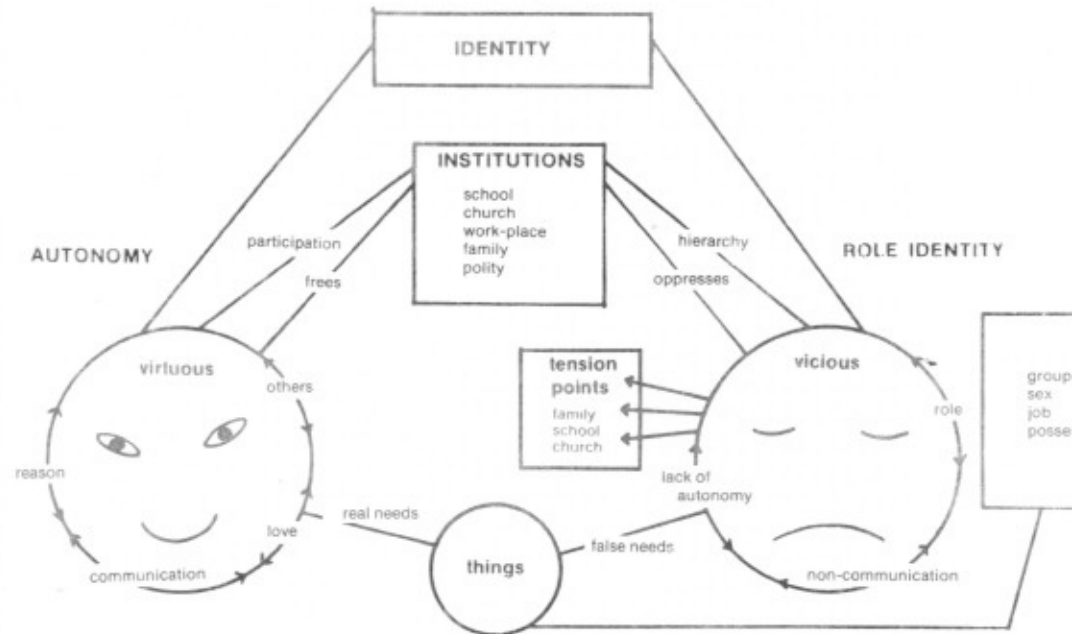 IDENTITY
INSTITUTIONS
school
church
work-place
family
polity
participation
frees
hierarchy
oppresses
AUTONOMY
ROLE IDENTITY
virtuous
others
reason
love
communication
real needs
things
false needs
tension
points
family
school
church
vicious
role
lack of
autonomy
non-communication
group
sex
job
posse